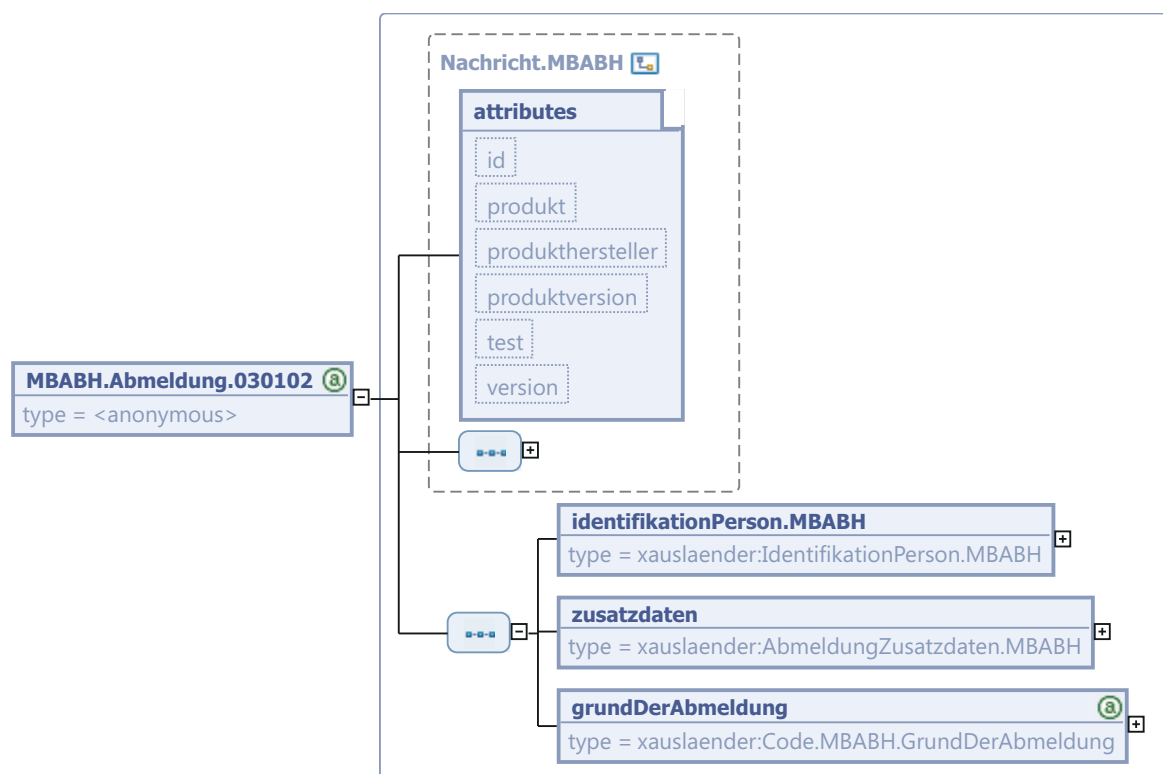 Nachricht.MBABH
attributes
id
produkt
produkthersteller
produktversion
test
version
MBABH.Abmeldung.030102 a
type = <anonymous>
identifikationPerson.MBABH
type = xauslaender:IdentifikationPerson.MBABH
zusatzdaten
type = xauslaender:AbmeldungZusatzdaten.MBABH
grundDerAbmeldung a
type = xauslaender:Code.MBABH.GrundDerAbmeldung